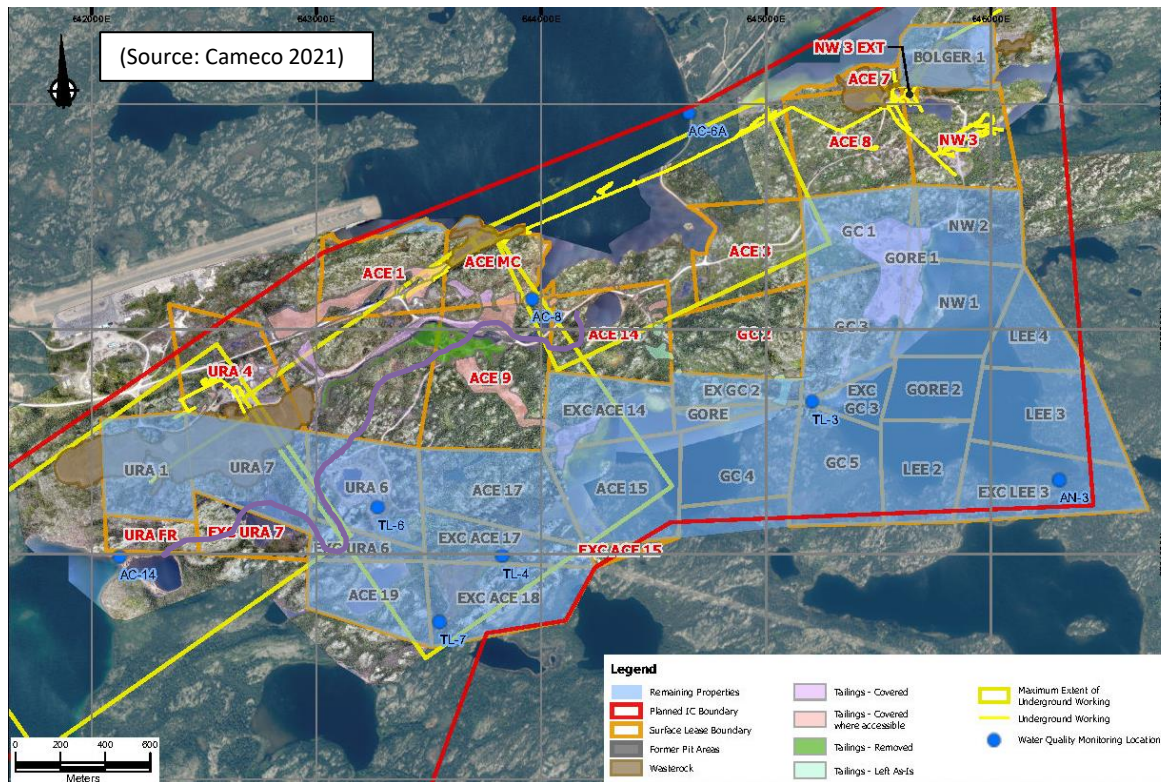 642000E
643000E
644000E
645000E
646000E
(Source: Cameco 2021)
NW 3 EXT
BOLGER 1
ACE 7
AC-6A
ACE 8
NW 3
GC 1
NW 2
GORE 1
ACE 1
ACE MC
ACE 3
AC-8
NW 1
ACE 14
GC 2
GC 3
LEE 4
URA 4
ACE 9
EX GC 2
EXC
GC 3
GORE 2
EXC ACE 14
GORE
TL-3
LEE 3
URA 1
URA 7
URA 6
ACE 17
ACE 15
GC 4
GC 5
LEE 2
EXC LEE 3
AN-3
TL-6
URA FR
EXC URA 7
EXC URA 6
EXC ACE 17
EXC ACE 15
AC-14
TL-4
ACE 19
EXC ACE 18
TL-7
Legend
Remaining Properties
Planned IC Boundary
Surface Lease Boundary
Former Pit Areas
Wasterock
Tailings - Covered
Tailings - Covered
where accessible
Tailings - Removed
Tailings - Left As-Is
Maximum Extent of
Underground Working
Underground Working
Water Quality Monitoring Location
0 200 400 600
Meters